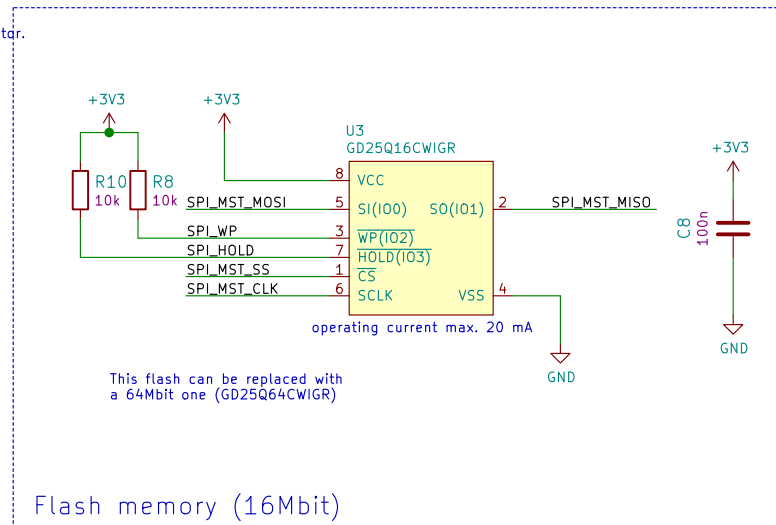 tor.
+3V3
+3V3
U3
GD25Q16CWIGR
+3V3
R10
10k
R8
10k
8
VCC
SPI_MST_MOSI
5
SI(IO0)
SO(IO1)
2
SPI_MST_MISO
C8
100n
SPI_WP
3
WP(IO2)
SPI_HOLD
7
HOLD(IO3)
SPI_MST_SS
1
CS
SPI_MST_CLK
6
SCLK
VSS
4
operating current max. 20 mA
GND
GND
This flash can be replaced with
a 64Mbit one (GD25Q64CWIGR)
Flash memory (16Mbit)